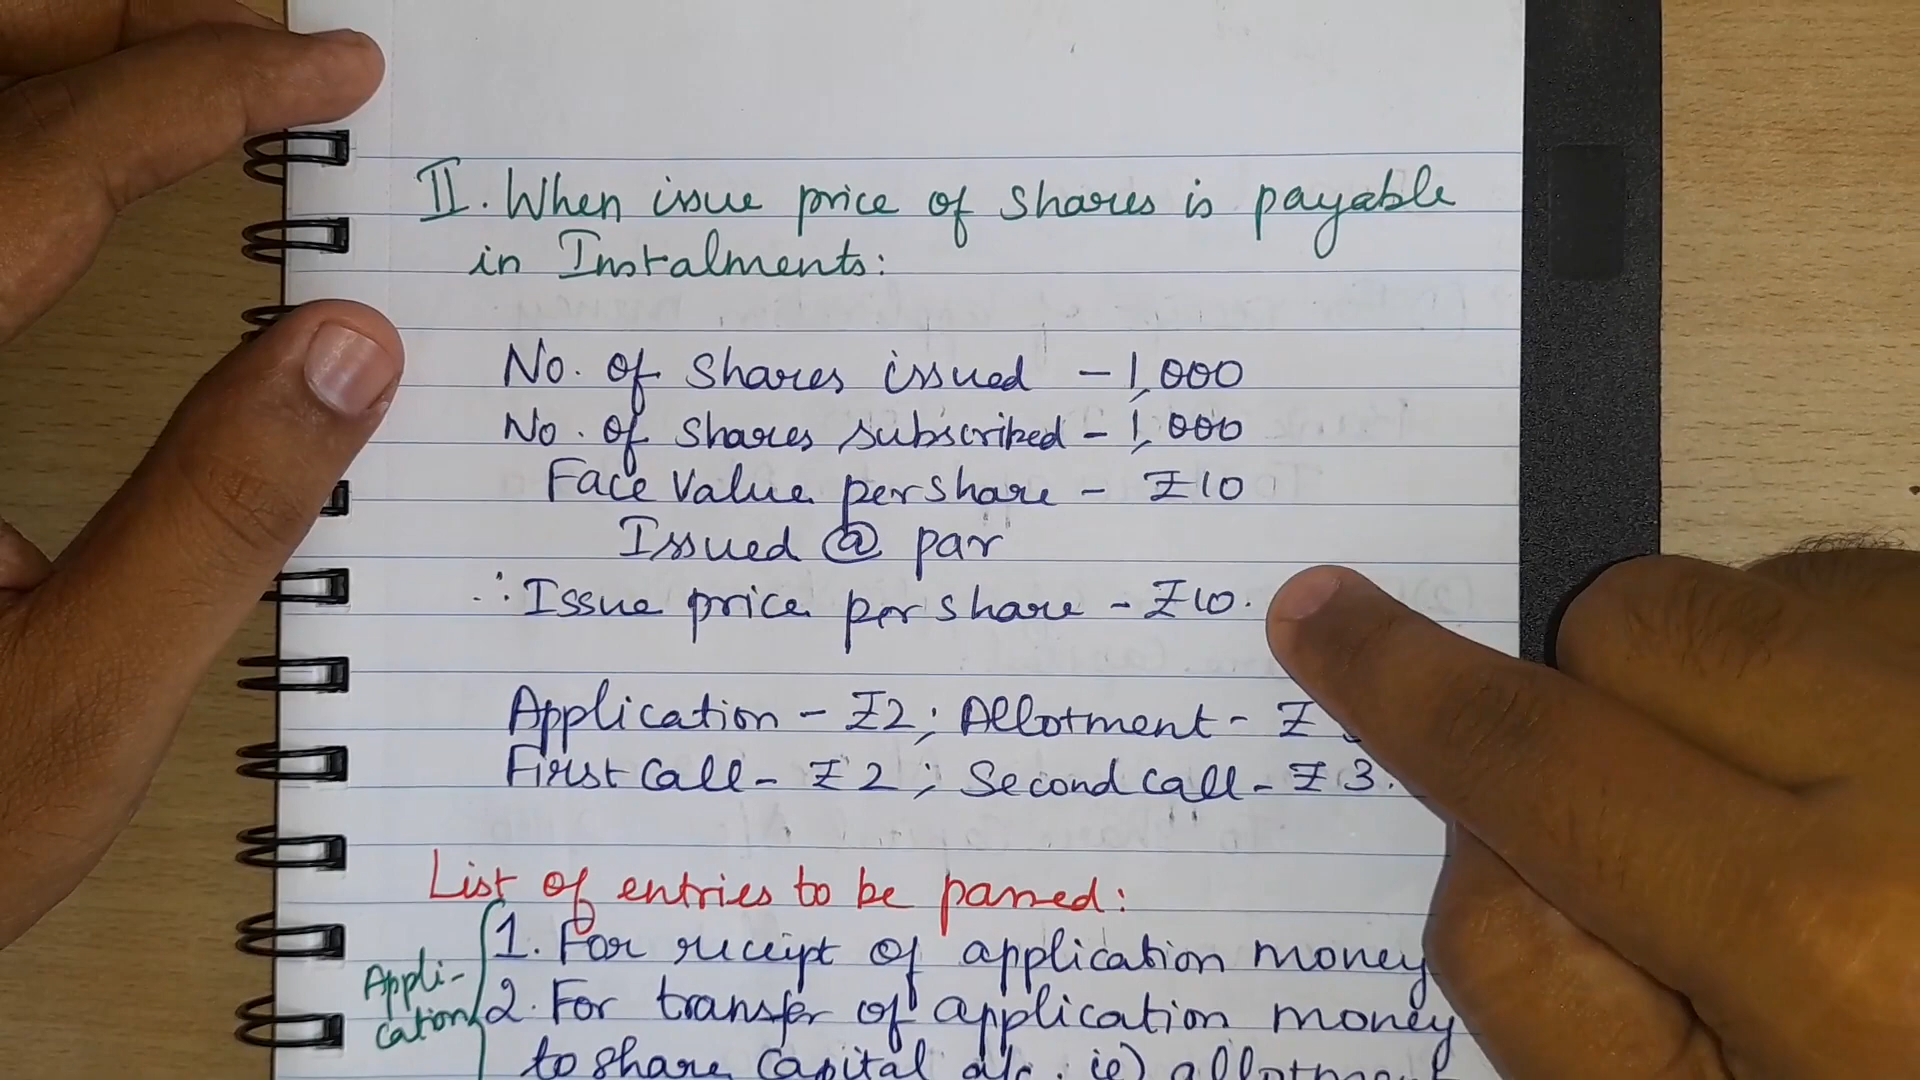 II. When issue price of shares is payable
in Instalments:
No. of shares issued - 1,000
No. of shares subscribed - 1,000
Face Value per share - ₹10
Issued @ par
∴ Issue price per share - ₹10.
Application - ₹2; Allotment - ₹
First call - ₹2; Second call - ₹3.
List of entries to be passed:
Appli-
cation
1. For receipt of application money
2. For transfer of application money
to share capital a/c. ie) allotment